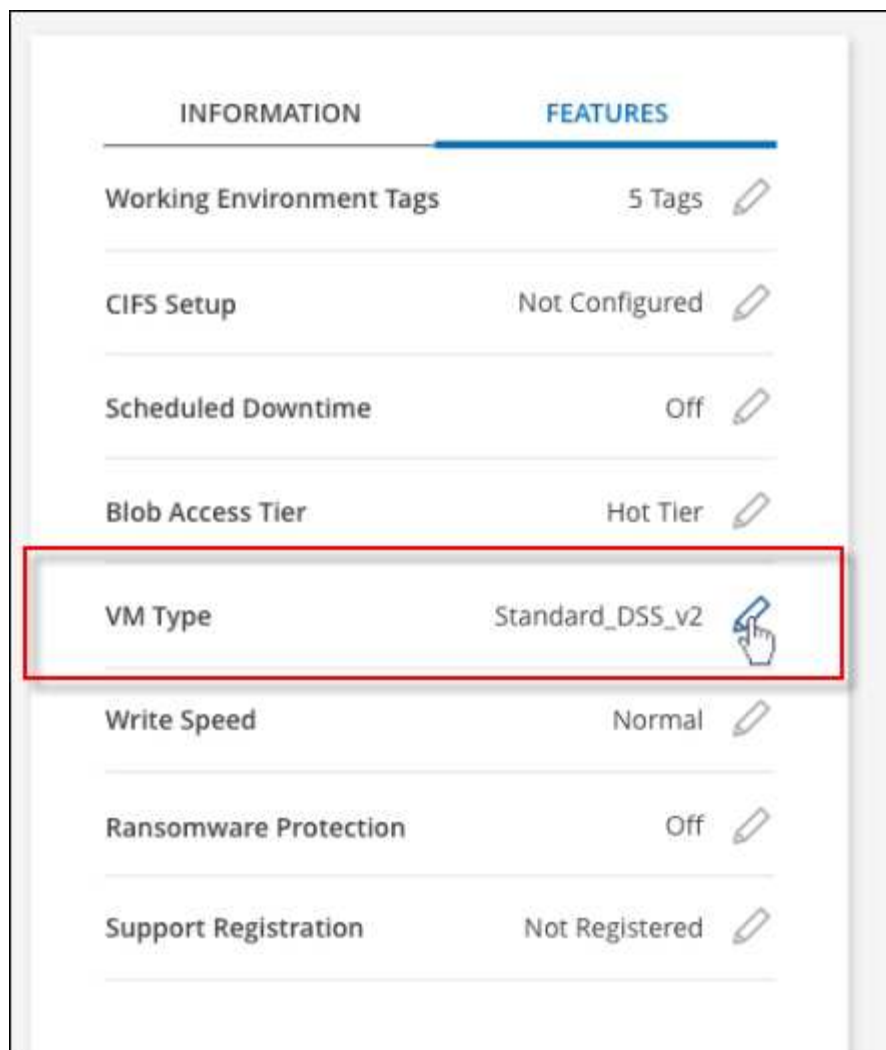 INFORMATION FEATURES
Working Environment Tags 5 Tags
CIFS Setup Not Configured
Scheduled Downtime Off
Blob Access Tier Hot Tier
VM Type Standard_DSS_v2
Write Speed Normal
Ransomware Protection Off
Support Registration Not Registered